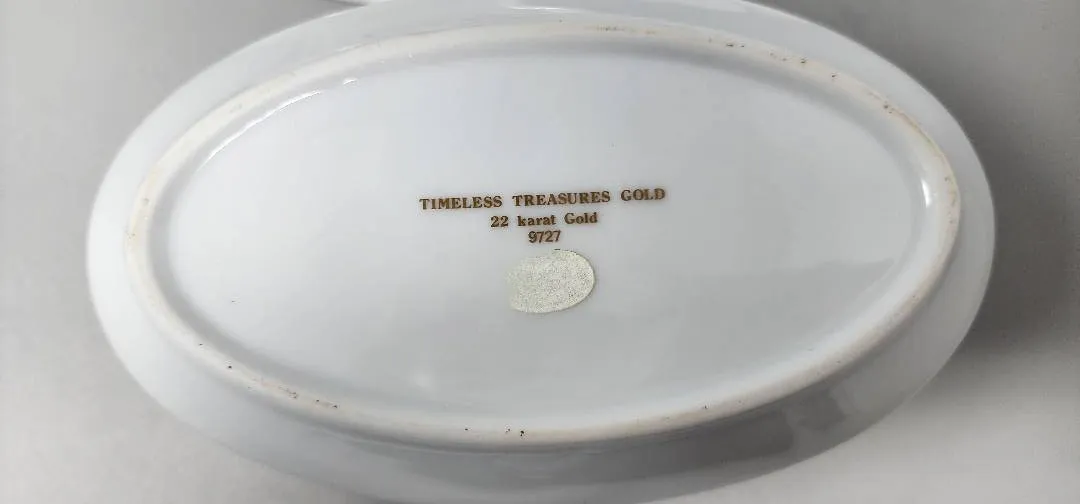 TIMELESS TREASURES GOLD
22 karat Gold
9727